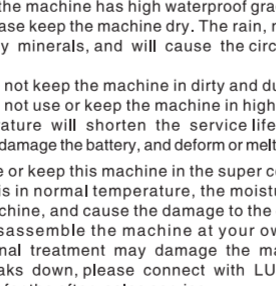 the machine has high waterproof gra
ase keep the machine dry. The rain, r
y minerals, and will cause the circ
not keep the machine in dirty and du
not use or keep the machine in high
ature will shorten the service life
damage the battery, and deform or melt
e or keep this machine in the super c
is in normal temperature, the moistu
chine, and cause the damage to the
sassemble the machine at your ow
nal treatment may damage the ma
aks down, please connect with LU